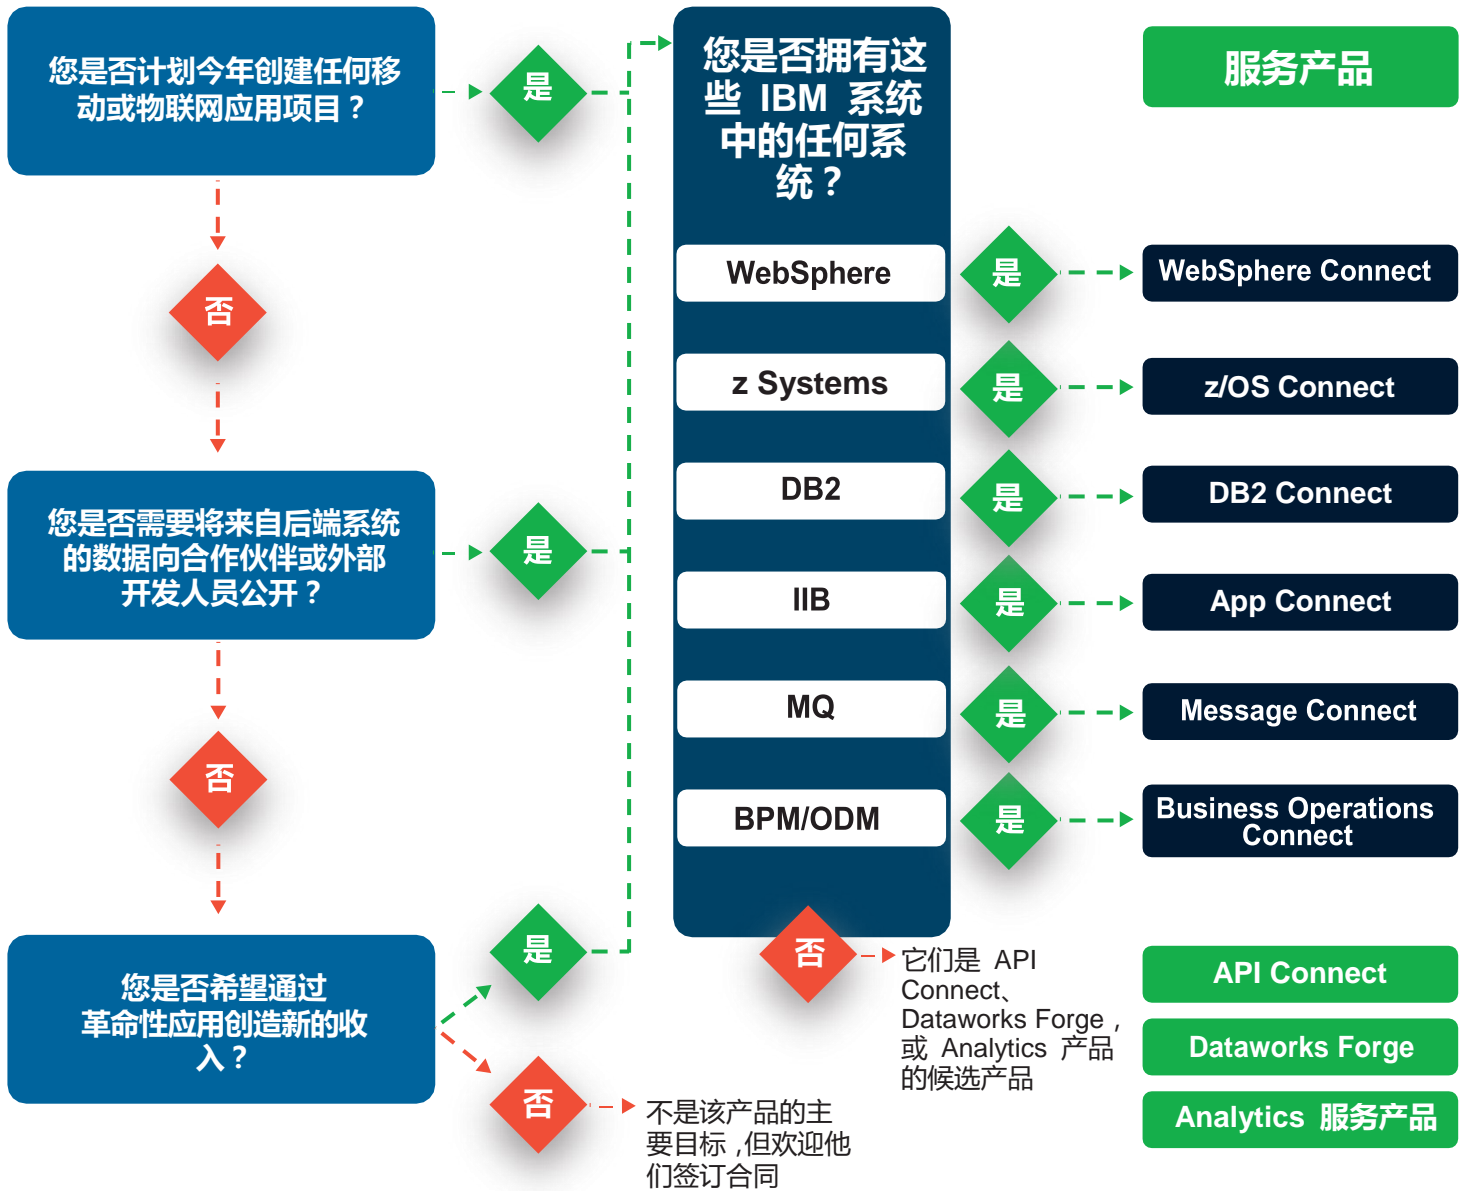 您是否计划今年创建任何移
动或物联网应用项目？
是
否
您是否需要将来自后端系统
的数据向合作伙伴或外部
开发人员公开？
是
否
您是否希望通过
革命性应用创造新的收
入？
是
否
不是该产品的主
要目标，但欢迎他
们签订合同
您是否拥有这
些 IBM 系统
中的任何系
统？
WebSphere
是
WebSphere Connect
z Systems
是
z/OS Connect
DB2
是
DB2 Connect
IIB
是
App Connect
MQ
是
Message Connect
BPM/ODM
是
Business Operations
Connect
否
它们是 API
Connect、
Dataworks Forge，
或 Analytics 产品
的候选产品
服务产品
API Connect
Dataworks Forge
Analytics 服务产品